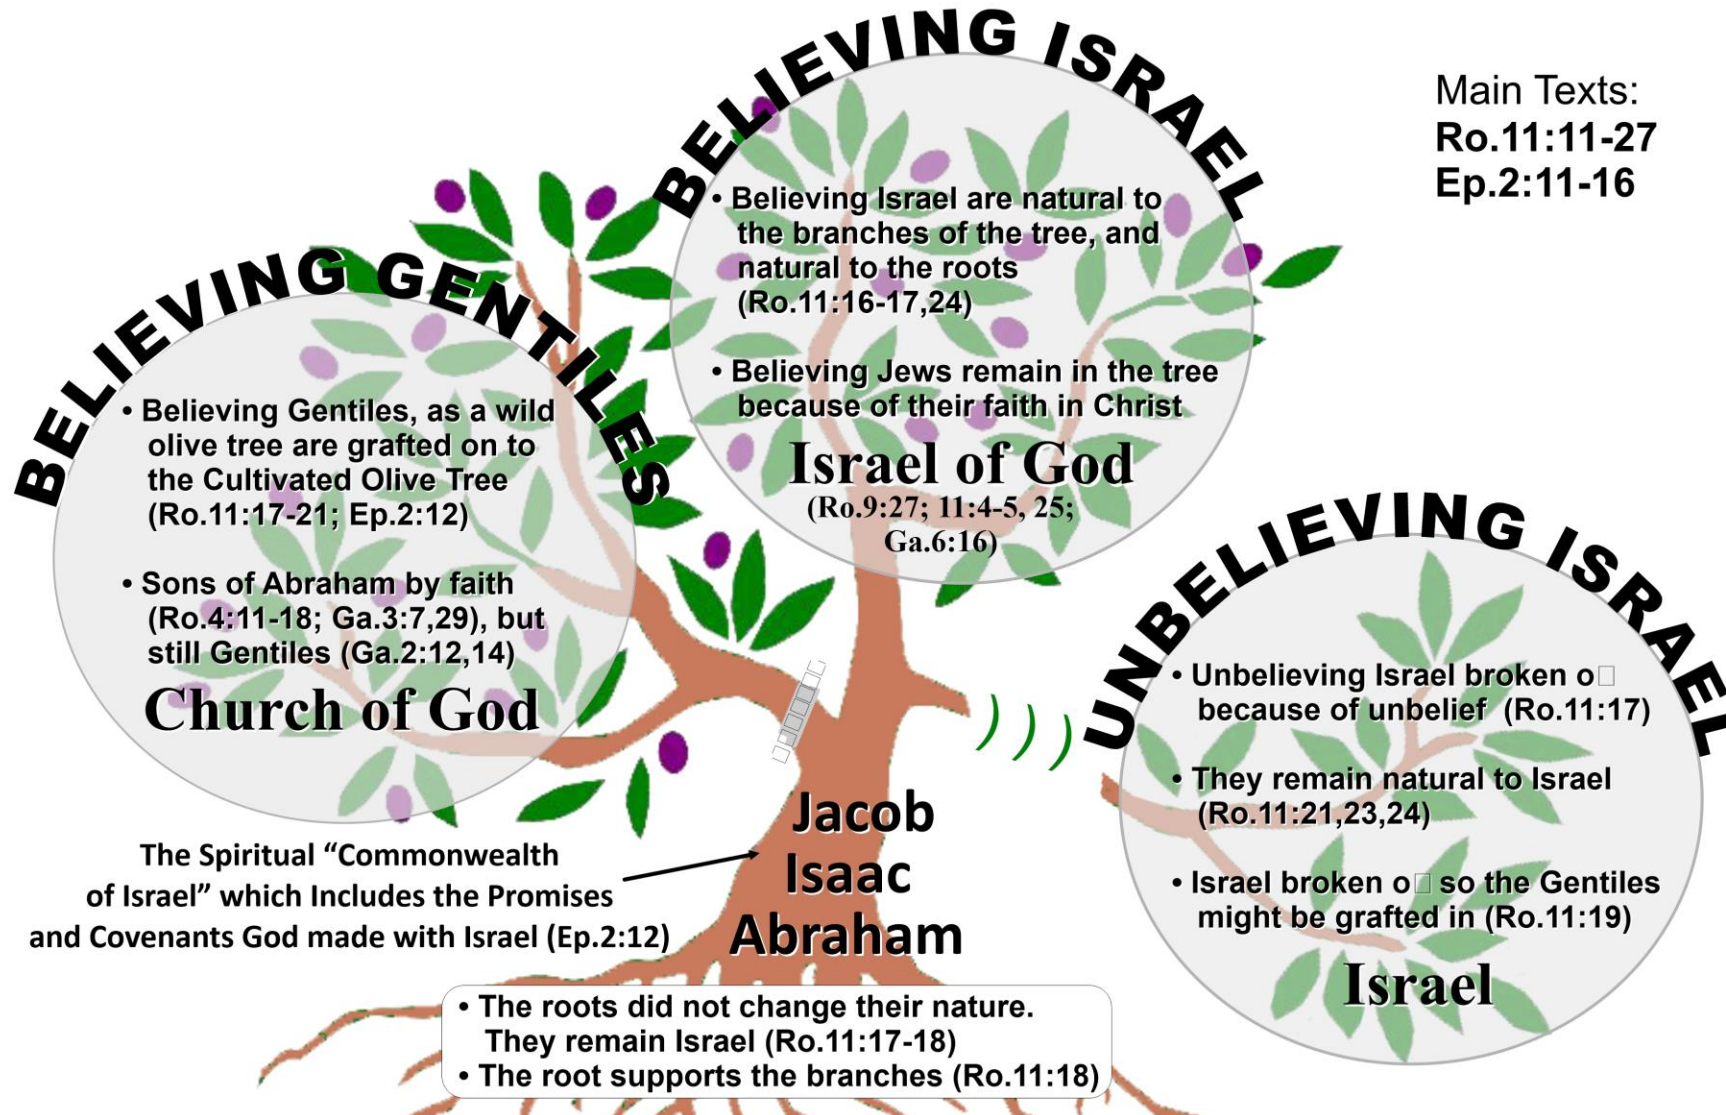 BELIEVING ISRAEL
Main Texts:
Ro.11:11-27
Ep.2:11-16
• Believing Israel are natural to
the branches of the tree, and
natural to the roots
(Ro.11:16-17,24)
• Believing Jews remain in the tree
because of their faith in Christ
Israel of God
(Ro.9:27; 11:4-5, 25;
Ga.6:16)
BELIEVING GENTILES
• Believing Gentiles, as a wild
olive tree are grafted on to
the Cultivated Olive Tree
(Ro.11:17-21; Ep.2:12)
• Sons of Abraham by faith
(Ro.4:11-18; Ga.3:7,29), but
still Gentiles (Ga.2:12,14)
Church of God
UNBELIEVING ISRAEL
• Unbelieving Israel broken o□
because of unbelief (Ro.11:17)
• They remain natural to Israel
(Ro.11:21,23,24)
• Israel broken o□ so the Gentiles
might be grafted in (Ro.11:19)
Israel
Jacob
Isaac
Abraham
The Spiritual “Commonwealth
of Israel” which Includes the Promises
and Covenants God made with Israel (Ep.2:12)
• The roots did not change their nature.
They remain Israel (Ro.11:17-18)
• The root supports the branches (Ro.11:18)